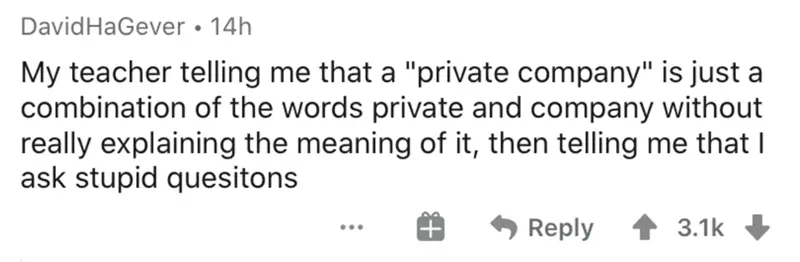 DavidHaGever • 14h
My teacher telling me that a "private company" is just a
combination of the words private and company without
really explaining the meaning of it, then telling me that I
ask stupid quesitons
... Reply 3.1k